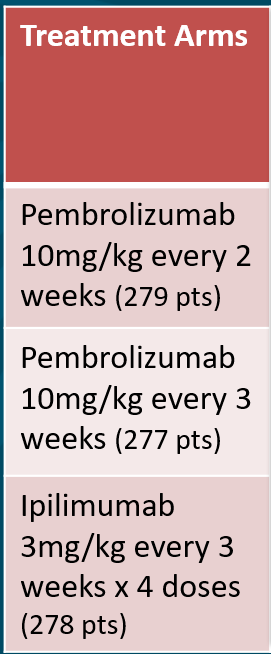 Treatment Arms
Pembrolizumab
10mg/kg every 2
weeks (279 pts)
Pembrolizumab
10mg/kg every 3
weeks (277 pts)
Ipilimumab
3mg/kg every 3
weeks x 4 doses
(278 pts)